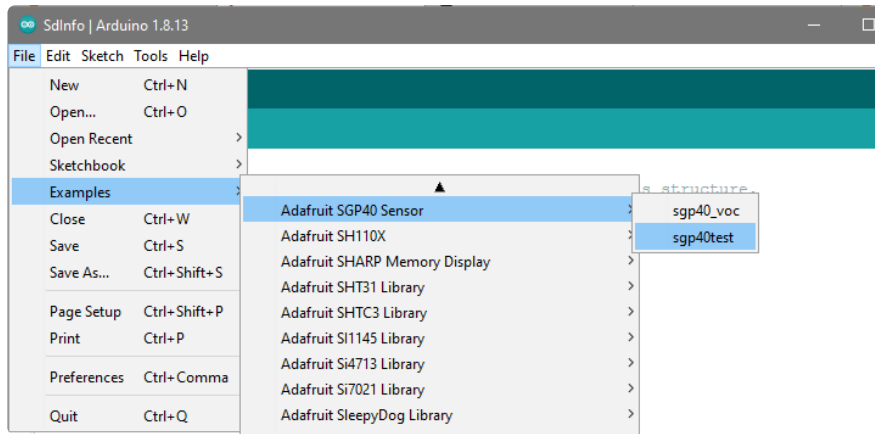 SdInfo | Arduino 1.8.13
File Edit Sketch Tools Help
New Ctrl+N
Open... Ctrl+O
Open Recent
Sketchbook
Examples
Close Ctrl+W
Save Ctrl+S
Save As... Ctrl+Shift+S
Page Setup Ctrl+Shift+P
Print Ctrl+P
Preferences Ctrl+Comma
Quit Ctrl+Q
Adafruit SGP40 Sensor
Adafruit SH110X
Adafruit SHARP Memory Display
Adafruit SHT31 Library
Adafruit SHTC3 Library
Adafruit SI1145 Library
Adafruit Si4713 Library
Adafruit Si7021 Library
Adafruit SleepyDog Library
s structure.
sgp40_voc
sgp40test